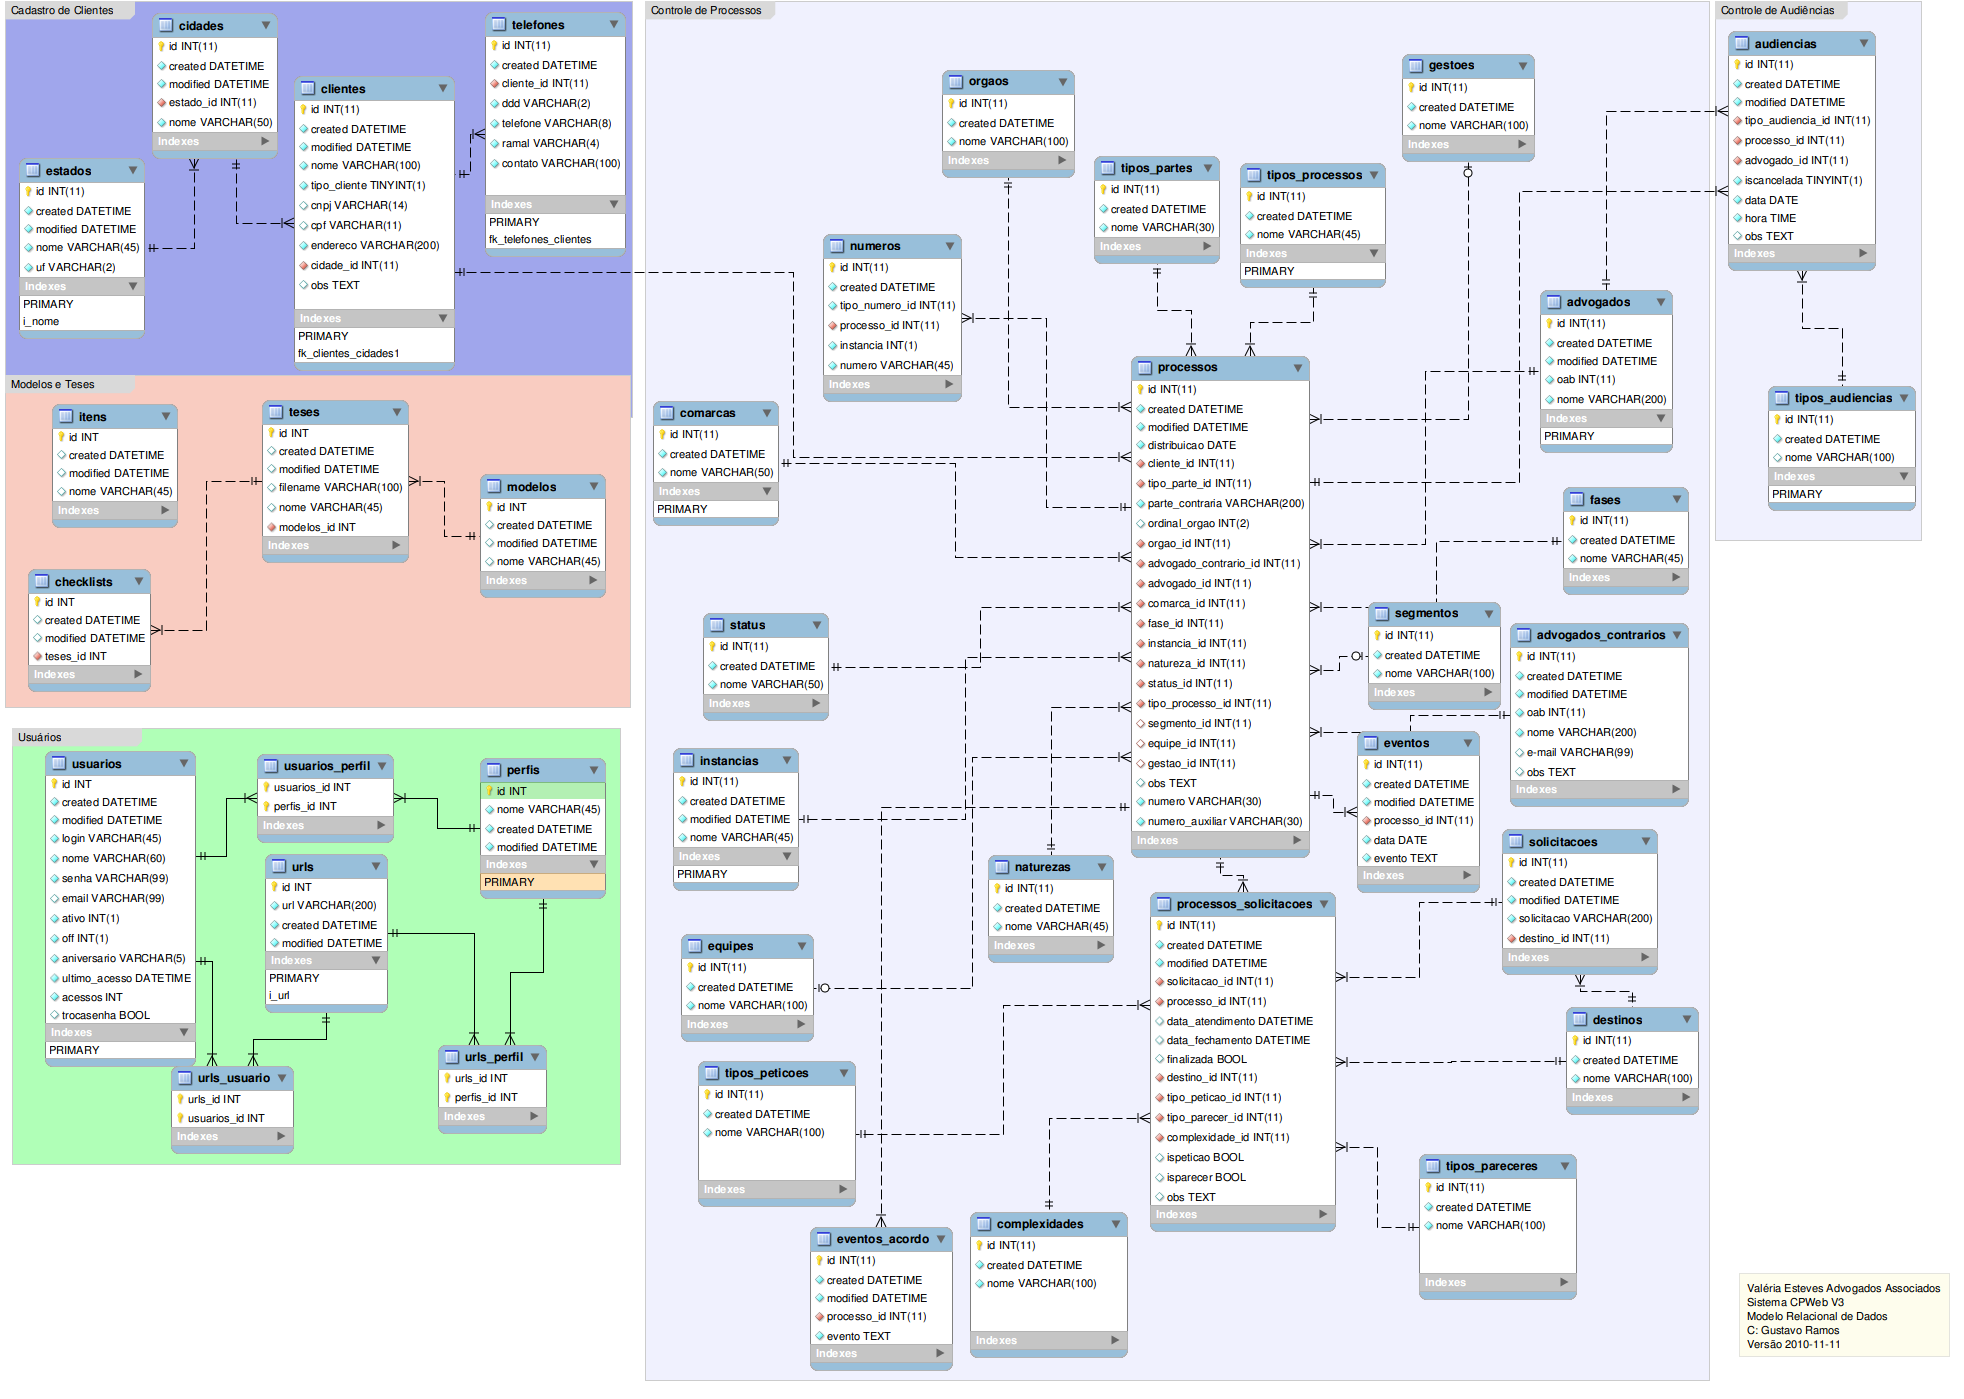 Cadastro de Clientes
cidades
id INT(11)
created DATETIME
modified DATETIME
estado_id INT(11)
nome VARCHAR(50)
Indexes
telefones
id INT(11)
created DATETIME
cliente_id INT(11)
ddd VARCHAR(2)
telefone VARCHAR(8)
ramal VARCHAR(4)
contato VARCHAR(100)
Indexes
PRIMARY
fk_telefones_clientes
clientes
id INT(11)
created DATETIME
modified DATETIME
nome VARCHAR(100)
tipo_cliente TINYINT(1)
cnpj VARCHAR(14)
cpf VARCHAR(11)
endereco VARCHAR(200)
cidade_id INT(11)
obs TEXT
Indexes
PRIMARY
fk_clientes_cidades1
estados
id INT(11)
created DATETIME
modified DATETIME
nome VARCHAR(45)
uf VARCHAR(2)
Indexes
PRIMARY
i_nome
Modelos e Teses
itens
id INT
created DATETIME
modified DATETIME
nome VARCHAR(45)
Indexes
teses
id INT
created DATETIME
modified DATETIME
filename VARCHAR(100)
nome VARCHAR(45)
modelos_id INT
Indexes
modelos
id INT
created DATETIME
modified DATETIME
nome VARCHAR(45)
Indexes
checklists
id INT
created DATETIME
modified DATETIME
teses_id INT
Indexes
Usuários
usuarios
id INT
created DATETIME
modified DATETIME
login VARCHAR(45)
nome VARCHAR(60)
senha VARCHAR(99)
email VARCHAR(99)
ativo INT(1)
off INT(1)
aniversario VARCHAR(5)
ultimo_acesso DATETIME
acessos INT
trocasenha BOOL
Indexes
PRIMARY
usuarios_perfil
usuarios_id INT
perfis_id INT
Indexes
perfis
id INT
nome VARCHAR(45)
created DATETIME
modified DATETIME
Indexes
PRIMARY
urls
id INT
url VARCHAR(200)
created DATETIME
modified DATETIME
Indexes
PRIMARY
i_url
urls_usuario
urls_id INT
usuarios_id INT
Indexes
urls_perfil
urls_id INT
perfis_id INT
Indexes
Controle de Processos
orgaos
id INT(11)
created DATETIME
nome VARCHAR(100)
Indexes
gestoes
id INT(11)
created DATETIME
nome VARCHAR(100)
Indexes
tipos_partes
id INT(11)
created DATETIME
nome VARCHAR(30)
Indexes
tipos_processos
id INT(11)
created DATETIME
nome VARCHAR(45)
Indexes
PRIMARY
numeros
id INT(11)
created DATETIME
tipo_numero_id INT(11)
processo_id INT(11)
instancia INT(1)
numero VARCHAR(45)
Indexes
advogados
id INT(11)
created DATETIME
modified DATETIME
oab INT(11)
nome VARCHAR(200)
Indexes
PRIMARY
comarcas
id INT(11)
created DATETIME
nome VARCHAR(50)
Indexes
PRIMARY
processos
id INT(11)
created DATETIME
modified DATETIME
distribuicao DATE
cliente_id INT(11)
tipo_parte_id INT(11)
parte_contraria VARCHAR(200)
ordinal_orgao INT(2)
orgao_id INT(11)
advogado_contrario_id INT(11)
advogado_id INT(11)
comarca_id INT(11)
fase_id INT(11)
instancia_id INT(11)
natureza_id INT(11)
status_id INT(11)
tipo_processo_id INT(11)
segmento_id INT(11)
equipe_id INT(11)
gestao_id INT(11)
obs TEXT
numero VARCHAR(30)
numero_auxiliar VARCHAR(30)
Indexes
fases
id INT(11)
created DATETIME
nome VARCHAR(45)
Indexes
status
id INT(11)
created DATETIME
nome VARCHAR(50)
Indexes
segmentos
id INT(11)
created DATETIME
nome VARCHAR(100)
Indexes
advogados_contrarios
id INT(11)
created DATETIME
modified DATETIME
oab INT(11)
nome VARCHAR(200)
e-mail VARCHAR(99)
obs TEXT
Indexes
eventos
id INT(11)
created DATETIME
modified DATETIME
processo_id INT(11)
data DATE
evento TEXT
Indexes
instancias
id INT(11)
created DATETIME
modified DATETIME
nome VARCHAR(45)
Indexes
PRIMARY
naturezas
id INT(11)
created DATETIME
nome VARCHAR(45)
Indexes
solicitacoes
id INT(11)
created DATETIME
modified DATETIME
solicitacao VARCHAR(200)
destino_id INT(11)
Indexes
processos_solicitacoes
id INT(11)
created DATETIME
modified DATETIME
solicitacao_id INT(11)
processo_id INT(11)
data_atendimento DATETIME
data_fechamento DATETIME
finalizada BOOL
destino_id INT(11)
tipo_peticao_id INT(11)
tipo_parecer_id INT(11)
complexidade_id INT(11)
ispeticao BOOL
isparecer BOOL
obs TEXT
Indexes
equipes
id INT(11)
created DATETIME
nome VARCHAR(100)
Indexes
destinos
id INT(11)
created DATETIME
nome VARCHAR(100)
Indexes
tipos_peticoes
id INT(11)
created DATETIME
nome VARCHAR(100)
Indexes
tipos_pareceres
id INT(11)
created DATETIME
nome VARCHAR(100)
Indexes
eventos_acordo
id INT(11)
created DATETIME
modified DATETIME
processo_id INT(11)
evento TEXT
Indexes
complexidades
id INT(11)
created DATETIME
nome VARCHAR(100)
Indexes
Controle de Audiências
audiencias
id INT(11)
created DATETIME
modified DATETIME
tipo_audiencia_id INT(11)
processo_id INT(11)
advogado_id INT(11)
iscancelada TINYINT(1)
data DATE
hora TIME
obs TEXT
Indexes
tipos_audiencias
id INT(11)
created DATETIME
nome VARCHAR(100)
Indexes
PRIMARY
Valéria Esteves Advogados Associados
Sistema CPWeb V3
Modelo Relacional de Dados
C: Gustavo Ramos
Versão 2010-11-11